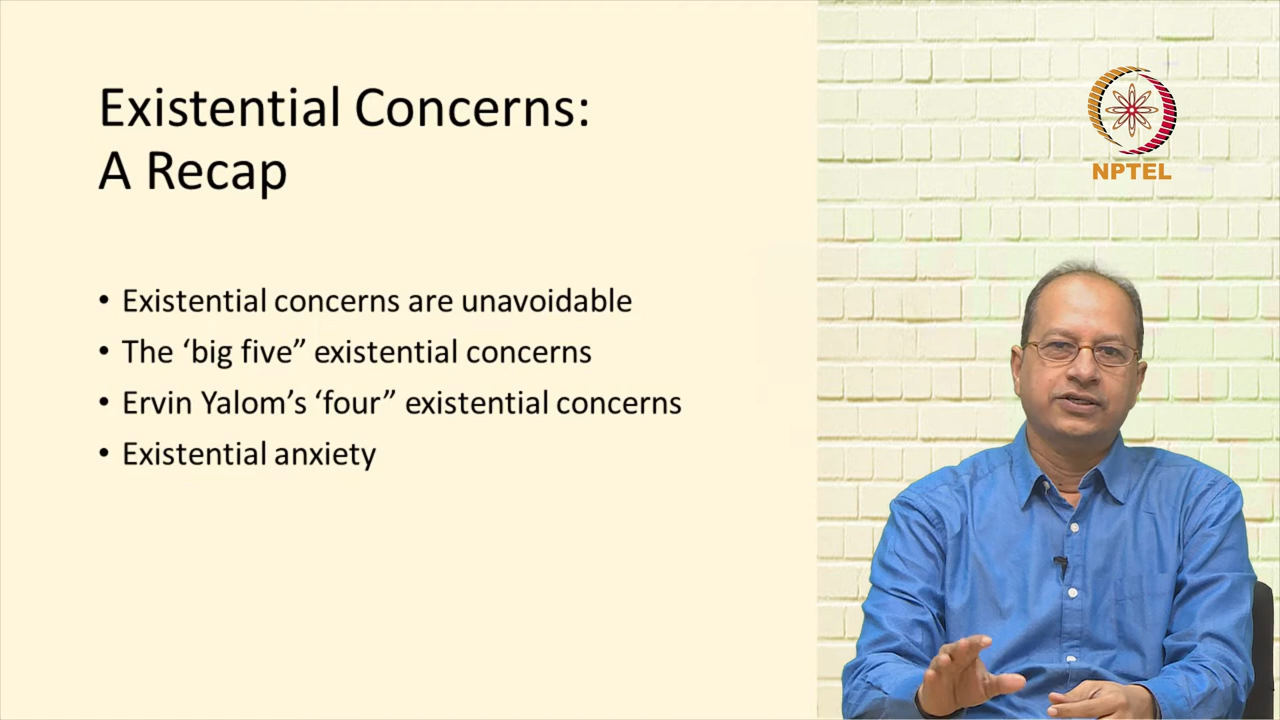 Existential Concerns:
A Recap
• Existential concerns are unavoidable
• The ‘big five” existential concerns
• Ervin Yalom’s ‘four” existential concerns
• Existential anxiety
NPTEL